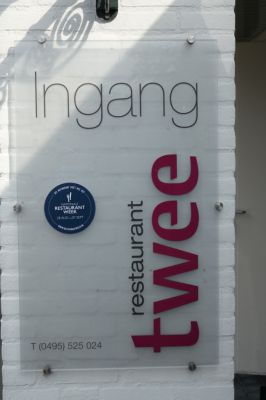 Ingang
RESTAURANT
WEEK
restaurant
twee
T (0495) 525 024